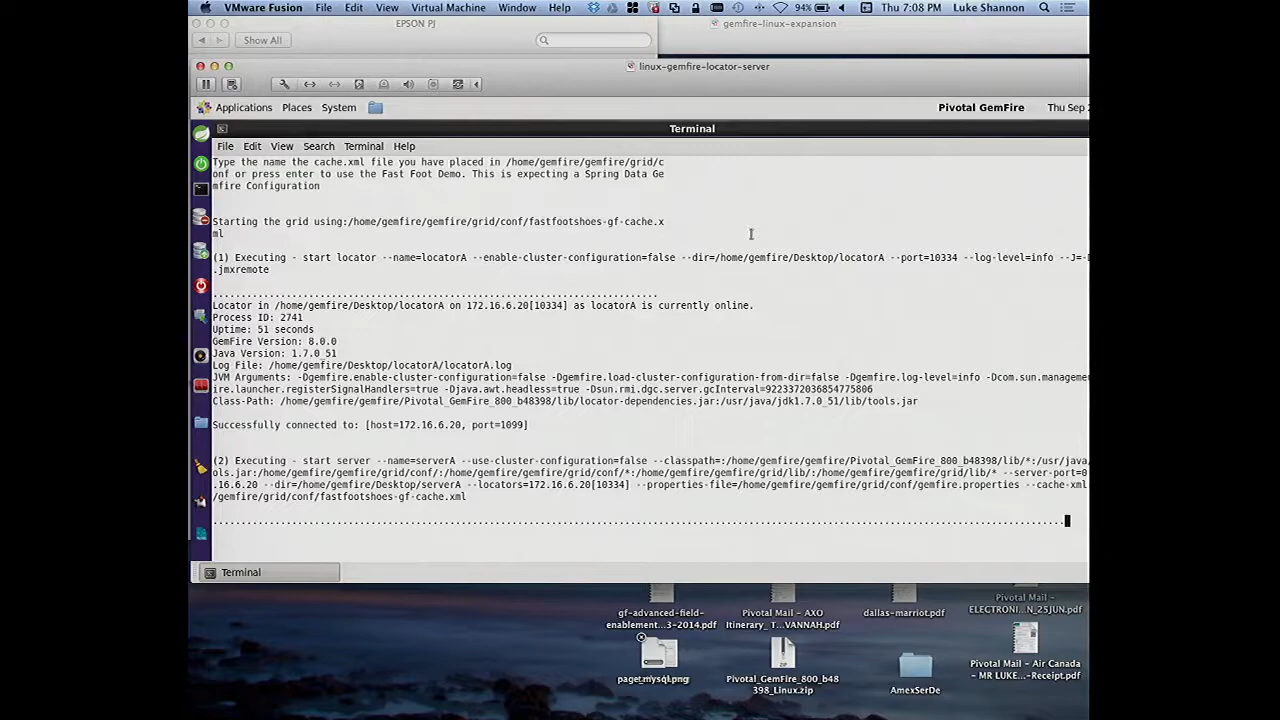 VMware Fusion File Edit View Virtual Machine Window Help 94% Thu 7:08 PM Luke Shannon
EPSON PJ
gemfire-linux-expansion
Show All
linux-gemfire-locator-server
Applications Places System Pivotal GemFire Thu Sep 2
Terminal
File Edit View Search Terminal Help
Type the name the cache.xml file you have placed in /home/gemfire/gemfire/grid/c
onf or press enter to use the Fast Foot Demo. This is expecting a Spring Data Ge
mfire Configuration
Starting the grid using:/home/gemfire/gemfire/grid/conf/fastfootshoes-gf-cache.x
ml
(1) Executing - start locator --name=locatorA --enable-cluster-configuration=false --dir=/home/gemfire/Desktop/locatorA --port=10334 --log-level=info --J=-D
.jmxremote
...........................................................................
Locator in /home/gemfire/Desktop/locatorA on 172.16.6.20[10334] as locatorA is currently online.
Process ID: 2741
Uptime: 51 seconds
GemFire Version: 8.0.0
Java Version: 1.7.0_51
Log File: /home/gemfire/Desktop/locatorA/locatorA.log
JVM Arguments: -Dgemfire.enable-cluster-configuration=false -Dgemfire.load-cluster-configuration-from-dir=false -Dgemfire.log-level=info -Dcom.sun.manageme
ire.launcher.registerSignalHandlers=true -Djava.awt.headless=true -Dsun.rmi.dgc.server.gcInterval=9223372036854775806
Class-Path: /home/gemfire/gemfire/Pivotal_GemFire_800_b48398/lib/locator-dependencies.jar:/usr/java/jdk1.7.0_51/lib/tools.jar
Successfully connected to: [host=172.16.6.20, port=1099]
(2) Executing - start server --name=serverA --use-cluster-configuration=false --classpath=:/home/gemfire/gemfire/Pivotal_GemFire_800_b48398/lib/*:/usr/java/
ols.jar:/home/gemfire/gemfire/grid/conf/:/home/gemfire/gemfire/grid/conf/*:/home/gemfire/gemfire/grid/lib/:/home/gemfire/gemfire/grid/lib/* --server-port=0
.16.6.20 --dir=/home/gemfire/Desktop/serverA --locators=172.16.6.20[10334] --properties-file=/home/gemfire/gemfire/grid/conf/gemfire.properties --cache-xml
/gemfire/grid/conf/fastfootshoes-gf-cache.xml
..............................................................................................................................................
Terminal
gf-advanced-field-
enablement...3-2014.pdf
Pivotal Mail - AXO
Itinerary_ T...VANNAH.pdf
dallas-marriot.pdf
Pivotal Mail -
ELECTRONI...N_25JUN.pdf
Pivotal_GemFire_800_b48
398_Linux.zip
ZIP
AmexSerDe
Pivotal Mail - Air Canada
- MR LUKE...-Receipt.pdf